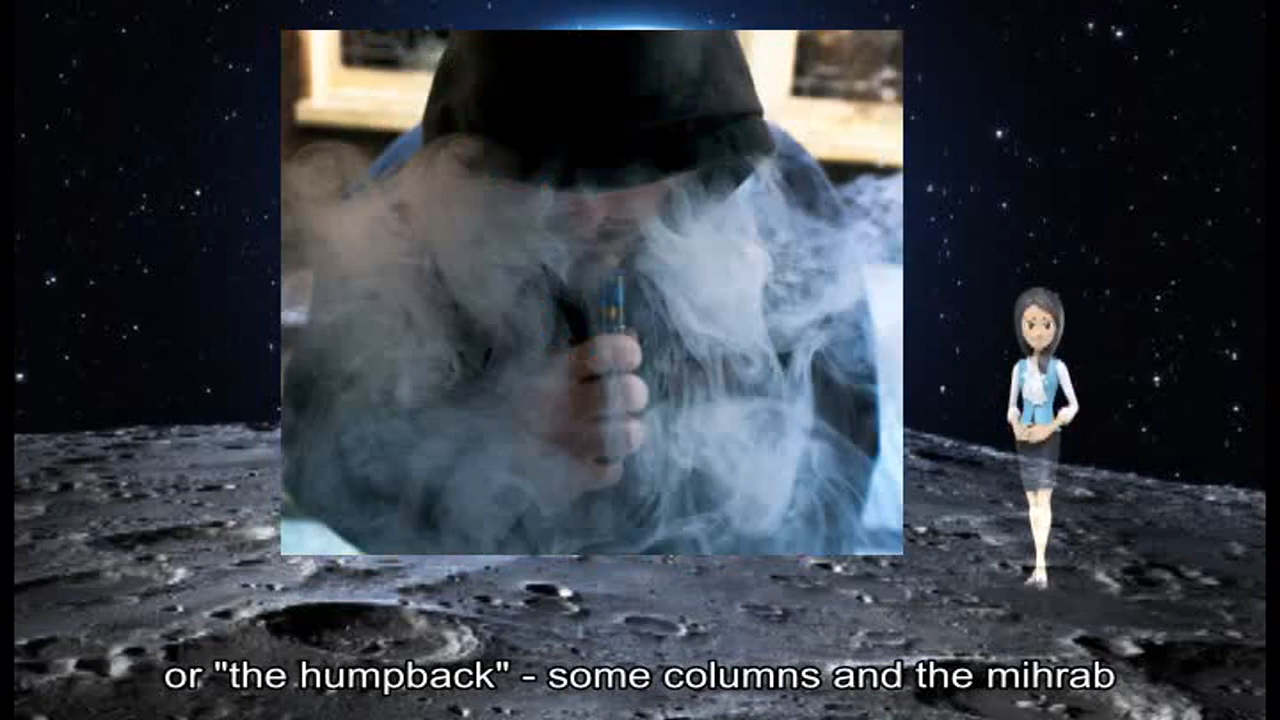 or "the humpback" - some columns and the mihrab